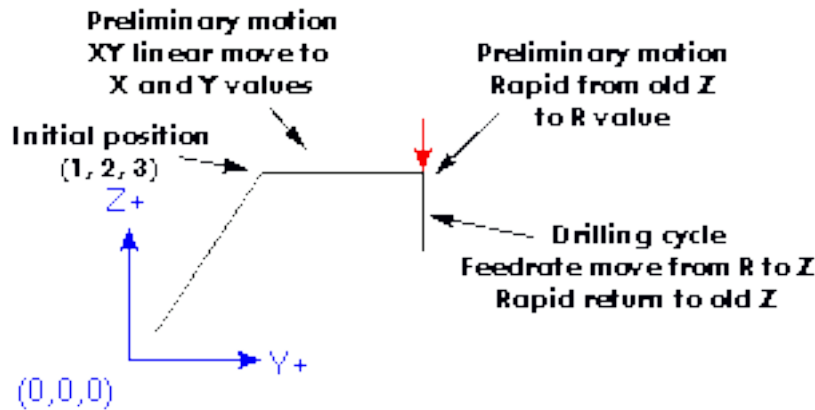 Preliminary motion
XY linear move to
X and Y values
Preliminary motion
Rapid from old Z
to R value
Initial position
(1, 2, 3)
Z+
Drilling cycle
Feedrate move from R to Z
Rapid return to old Z
Y+
(0,0,0)